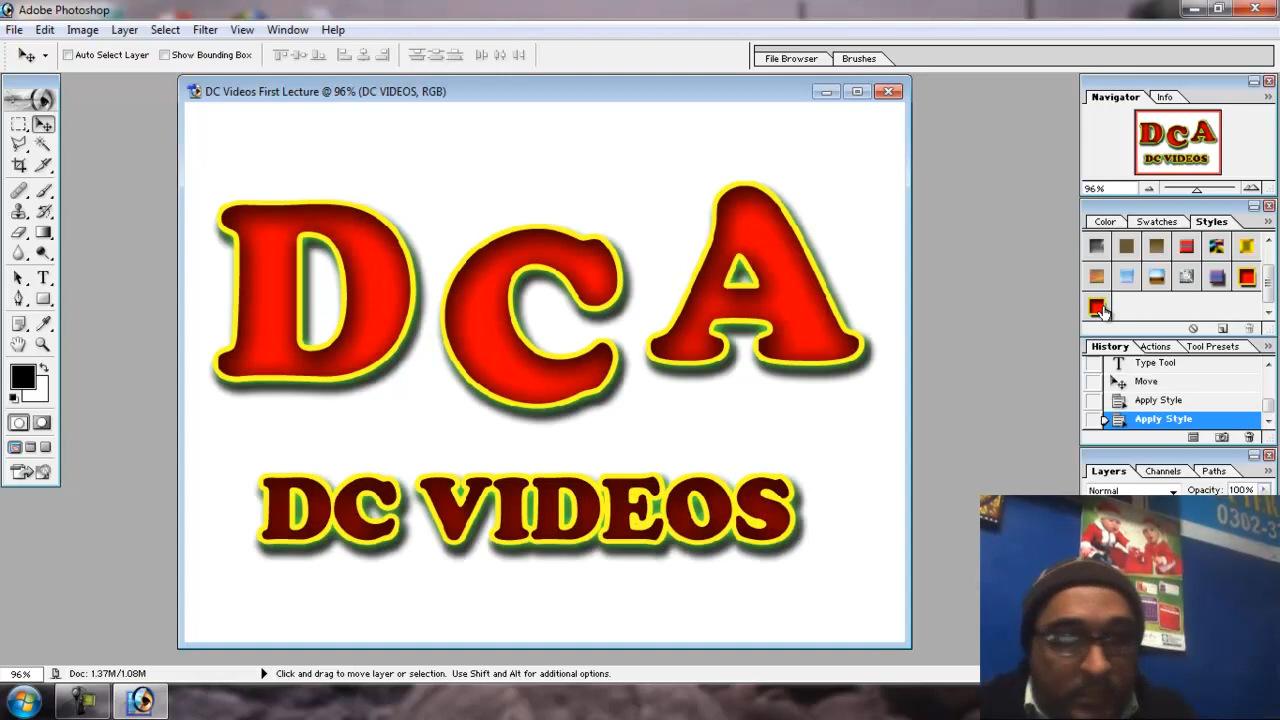 Adobe Photoshop
File Edit Image Layer Select Filter View Window Help
Auto Select Layer Show Bounding Box
File Browser Brushes
DC Videos First Lecture @ 96% (DC VIDEOS, RGB)
DCA
DC VIDEOS
Navigator Info
DCA
DC VIDEOS
96%
Color Swatches Styles
History Actions Tool Presets
Type Tool
Move
Apply Style
Apply Style
Layers Channels Paths
Normal Opacity: 100%
0302-3
96% Doc: 1.37M/1.08M Click and drag to move layer or selection. Use Shift and Alt for additional options.